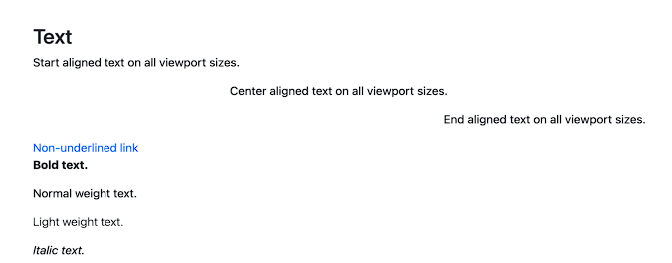 Text
Start aligned text on all viewport sizes.
Center aligned text on all viewport sizes.
End aligned text on all viewport sizes.
Non-underlined link
Bold text.
Normal weight text.
Light weight text.
Italic text.